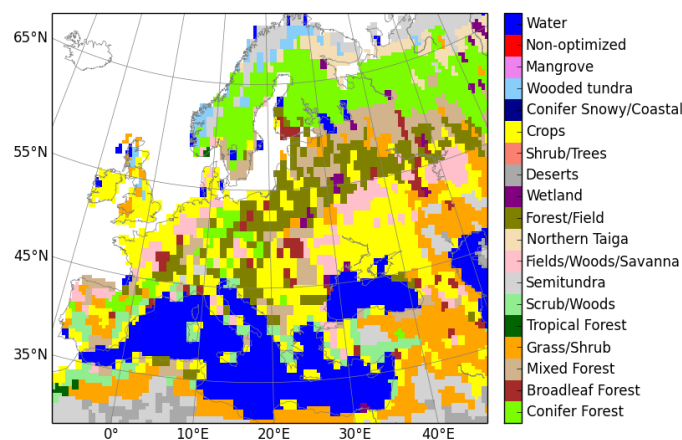 65°N
55°N
45°N
35°N
0°
10°E
20°E
30°E
40°E
Water
Non-optimized
Mangrove
Wooded tundra
Conifer Snowy/Coastal
Crops
Shrub/Trees
Deserts
Wetland
Forest/Field
Northern Taiga
Fields/Woods/Savanna
Semitundra
Scrub/Woods
Tropical Forest
Grass/Shrub
Mixed Forest
Broadleaf Forest
Conifer Forest